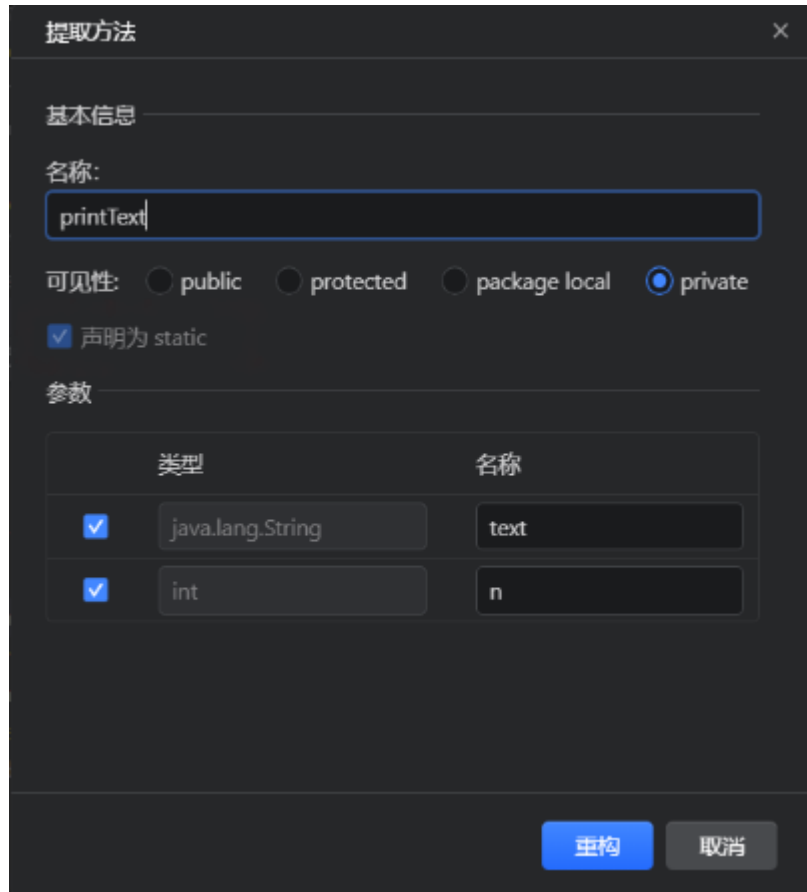 提取方法
基本信息
名称:
printText
可见性: public protected package local private
声明为 static
参数
类型 名称
java.lang.String text
int n
重构 取消